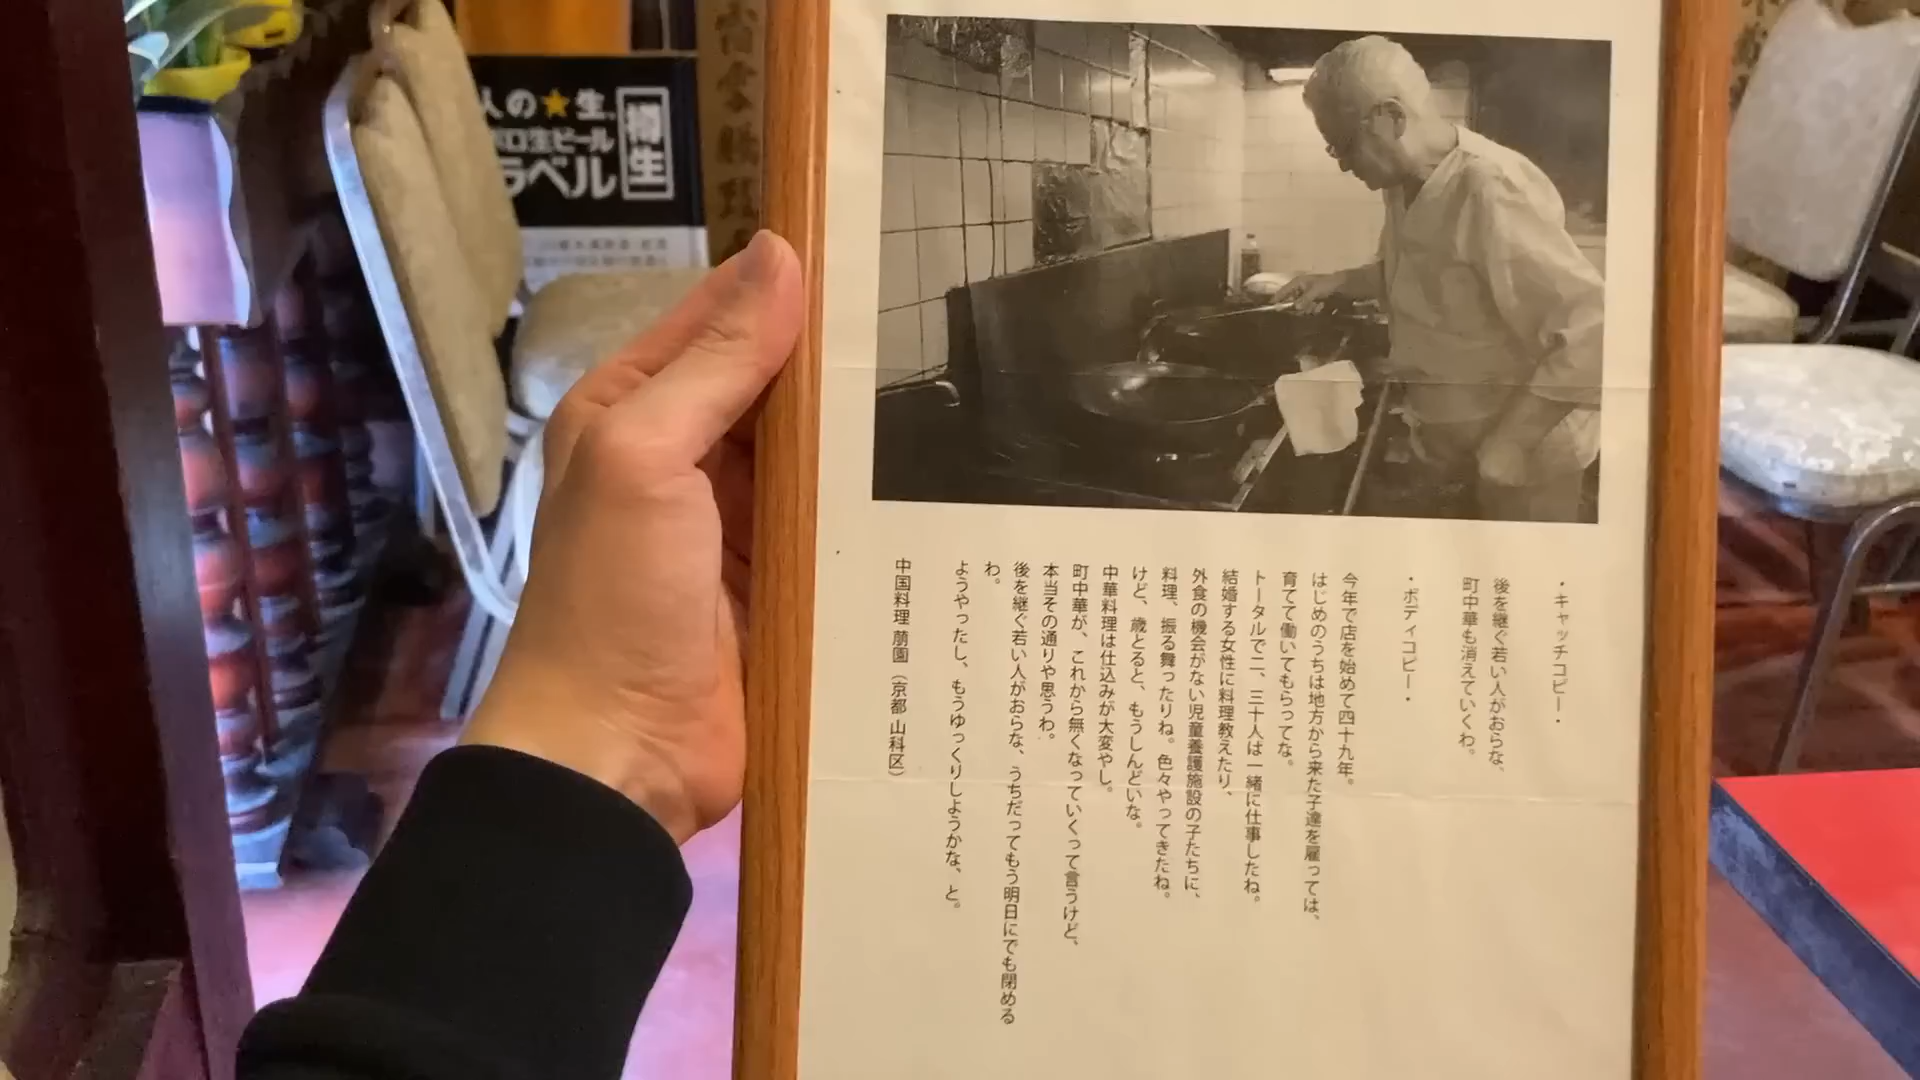 ・キャッチコピー・
後を継ぐ若い人がおらな、
町中華も消えていくわ。
・ボディコピー・
今年で店を始めて四十九年。
はじめのうちは地方から来た子達を雇っては、
育てて働いてもらってな。
トータルで二、三十人は一緒に仕事したね。
結婚する女性に料理教えたり、
外食の機会がない児童養護施設の子たちに、
料理、振る舞ったりね。色々やってきたね。
けど、歳とると、もうしんどいな。
中華料理は仕込みが大変やし。
町中華が、これから無くなっていくって言うけど、
本当その通りや思うわ。
後を継ぐ若い人がおらな、うちだってもう明日にでも閉める
わ。
ようやったし、もうゆっくりしようかな、と。
中国料理 萠園（京都 山科区）
人の★生、
ポロ生ビール
ラベル
樽生